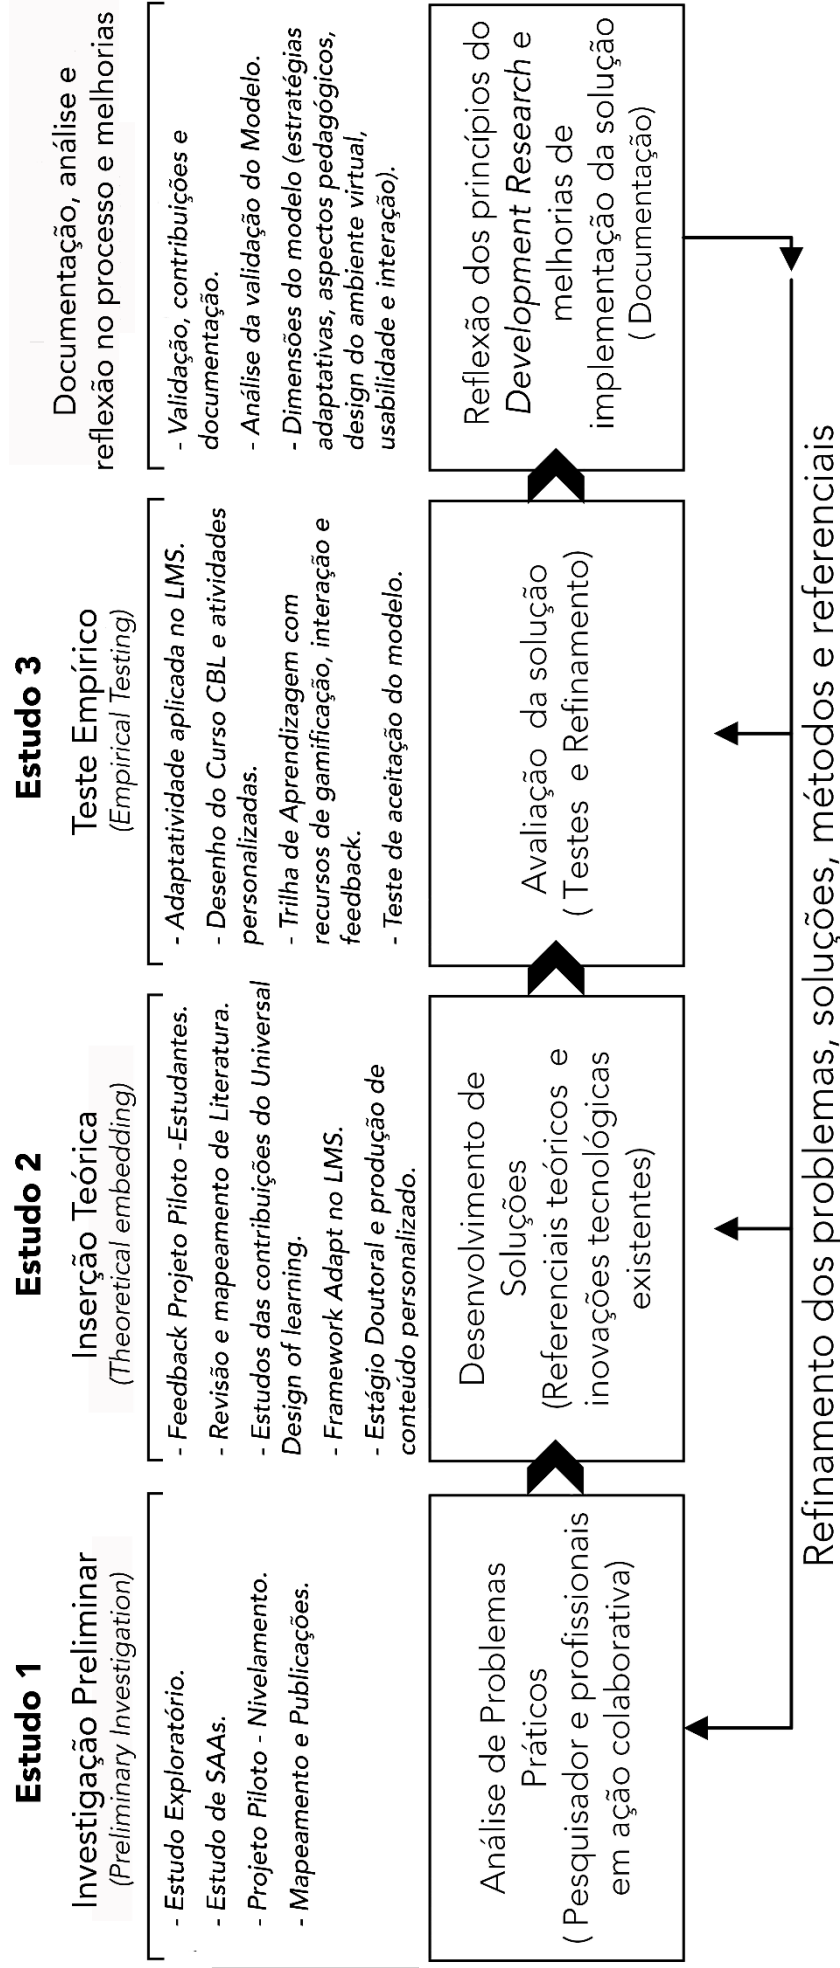 Estudo 1
Investigação Preliminar
(Preliminary Investigation)
- Estudo Exploratório.
- Estudo de SAAs.
- Projeto Piloto - Nivelamento.
- Mapeamento e Publicações.
Análise de Problemas
Práticos
( Pesquisador e profissionais
em ação colaborativa)
Estudo 2
Inserção Teórica
(Theoretical embedding)
- Feedback Projeto Piloto -Estudantes.
- Revisão e mapeamento de Literatura.
- Estudos das contribuições do Universal
Design of learning.
- Framework Adapt no LMS.
- Estágio Doutoral e produção de
conteúdo personalizado.
Desenvolvimento de
Soluções
(Referenciais teóricos e
inovações tecnológicas
existentes)
Estudo 3
Teste Empírico
(Empirical Testing)
- Adaptatividade aplicada no LMS.
- Desenho do Curso CBL e atividades
personalizadas.
- Trilha de Aprendizagem com
recursos de gamificação, interação e
feedback.
- Teste de aceitação do modelo.
Avaliação da solução
( Testes e Refinamento)
Documentação, análise e
reflexão no processo e melhorias
- Validação, contribuições e
documentação.
- Análise da validação do Modelo.
- Dimensões do modelo (estratégias
adaptativas, aspectos pedagógicos,
design do ambiente virtual,
usabilidade e interação).
Reflexão dos princípios do
Development Research e
melhorias de
implementação da solução
( Documentação)
Refinamento dos problemas, soluções, métodos e referenciais